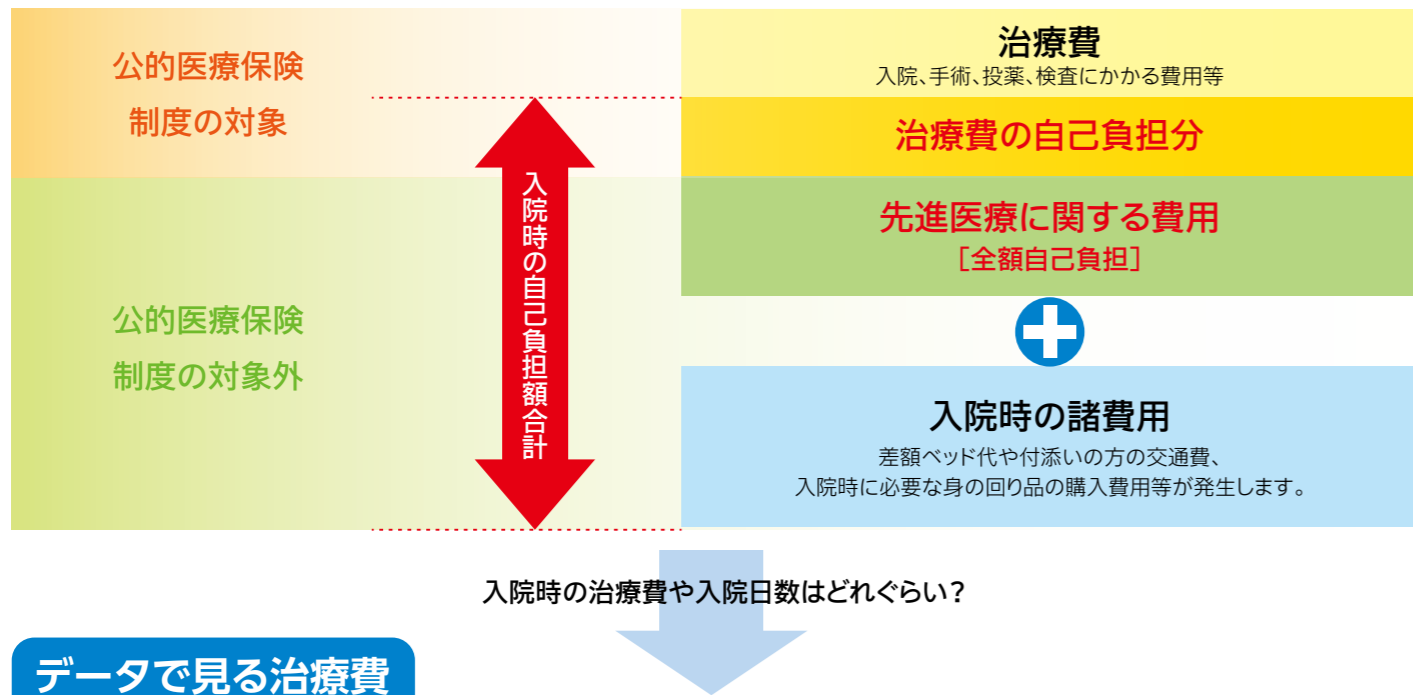 公的医療保険
制度の対象
治療費
入院、手術、投薬、検査にかかる費用等
治療費の自己負担分
入院時の自己負担額合計
先進医療に関する費用
［全額自己負担］
公的医療保険
制度の対象外
入院時の諸費用
差額ベッド代や付添いの方の交通費、
入院時に必要な身の回り品の購入費用等が発生します。
入院時の治療費や入院日数はどれぐらい？
データで見る治療費